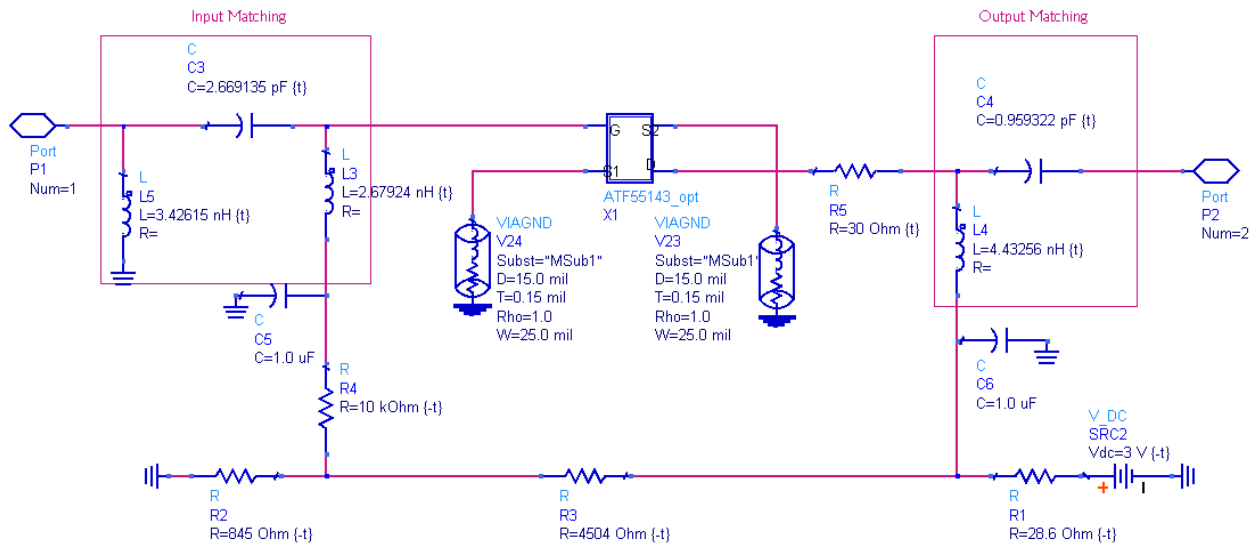 Input Matching
Output Matching
C
C3
C=2.669135 pF {t}
C
C4
C=0.959322 pF {t}
Port
P1
Num=1
L
L5
L=3.42615 nH {t}
R=
L
L3
L=2.67924 nH {t}
R=
G
S2
S1
D
ATF55143_opt
X1
VIAGND
V24
Subst="MSub1"
D=15.0 mil
T=0.15 mil
Rho=1.0
W=25.0 mil
VIAGND
V23
Subst="MSub1"
D=15.0 mil
T=0.15 mil
Rho=1.0
W=25.0 mil
R
R5
R=30 Ohm {t}
L
L4
L=4.43256 nH {t}
R=
Port
P2
Num=2
C
C5
C=1.0 uF
R
R4
R=10 kOhm {-t}
C
C6
C=1.0 uF
V_DC
SRC2
Vdc=3 V {-t}
+
R
R2
R=845 Ohm {-t}
R
R3
R=4504 Ohm {-t}
R
R1
R=28.6 Ohm {-t}